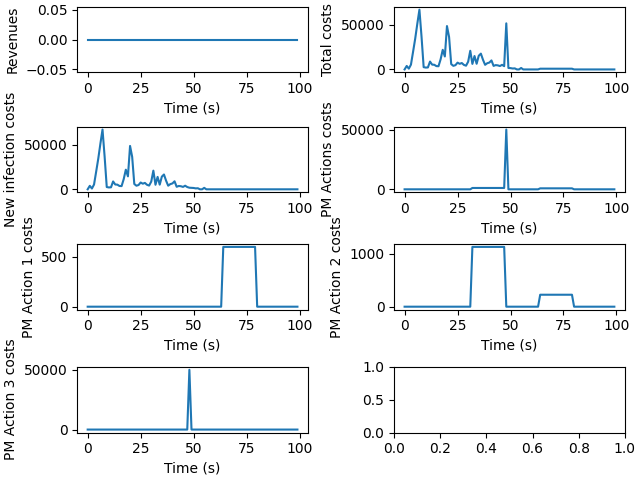 Revenues
0.05
0.00
−0.05
0 25 50 75 100
Time (s)
Total costs
50000
0
0 25 50 75 100
Time (s)
New infection costs
50000
0
0 25 50 75 100
Time (s)
PM Actions costs
50000
0
0 25 50 75 100
Time (s)
PM Action 1 costs
500
0
0 25 50 75 100
Time (s)
PM Action 2 costs
1000
0
0 25 50 75 100
Time (s)
PM Action 3 costs
50000
0
0 25 50 75 100
Time (s)
1.0
0.5
0.0
0.0 0.2 0.4 0.6 0.8 1.0